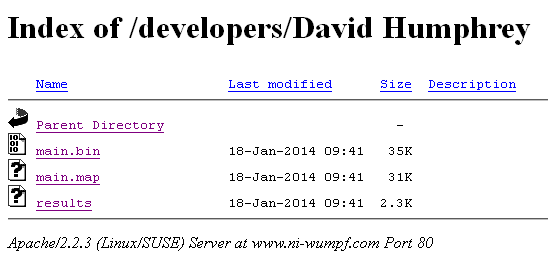 Index of /developers/David Humphrey
Name Last modified Size Description
Parent Directory -
main.bin 18-Jan-2014 09:41 35K
main.map 18-Jan-2014 09:41 31K
results 18-Jan-2014 09:41 2.3K
Apache/2.2.3 (Linux/SUSE) Server at www.ni-wumpf.com Port 80